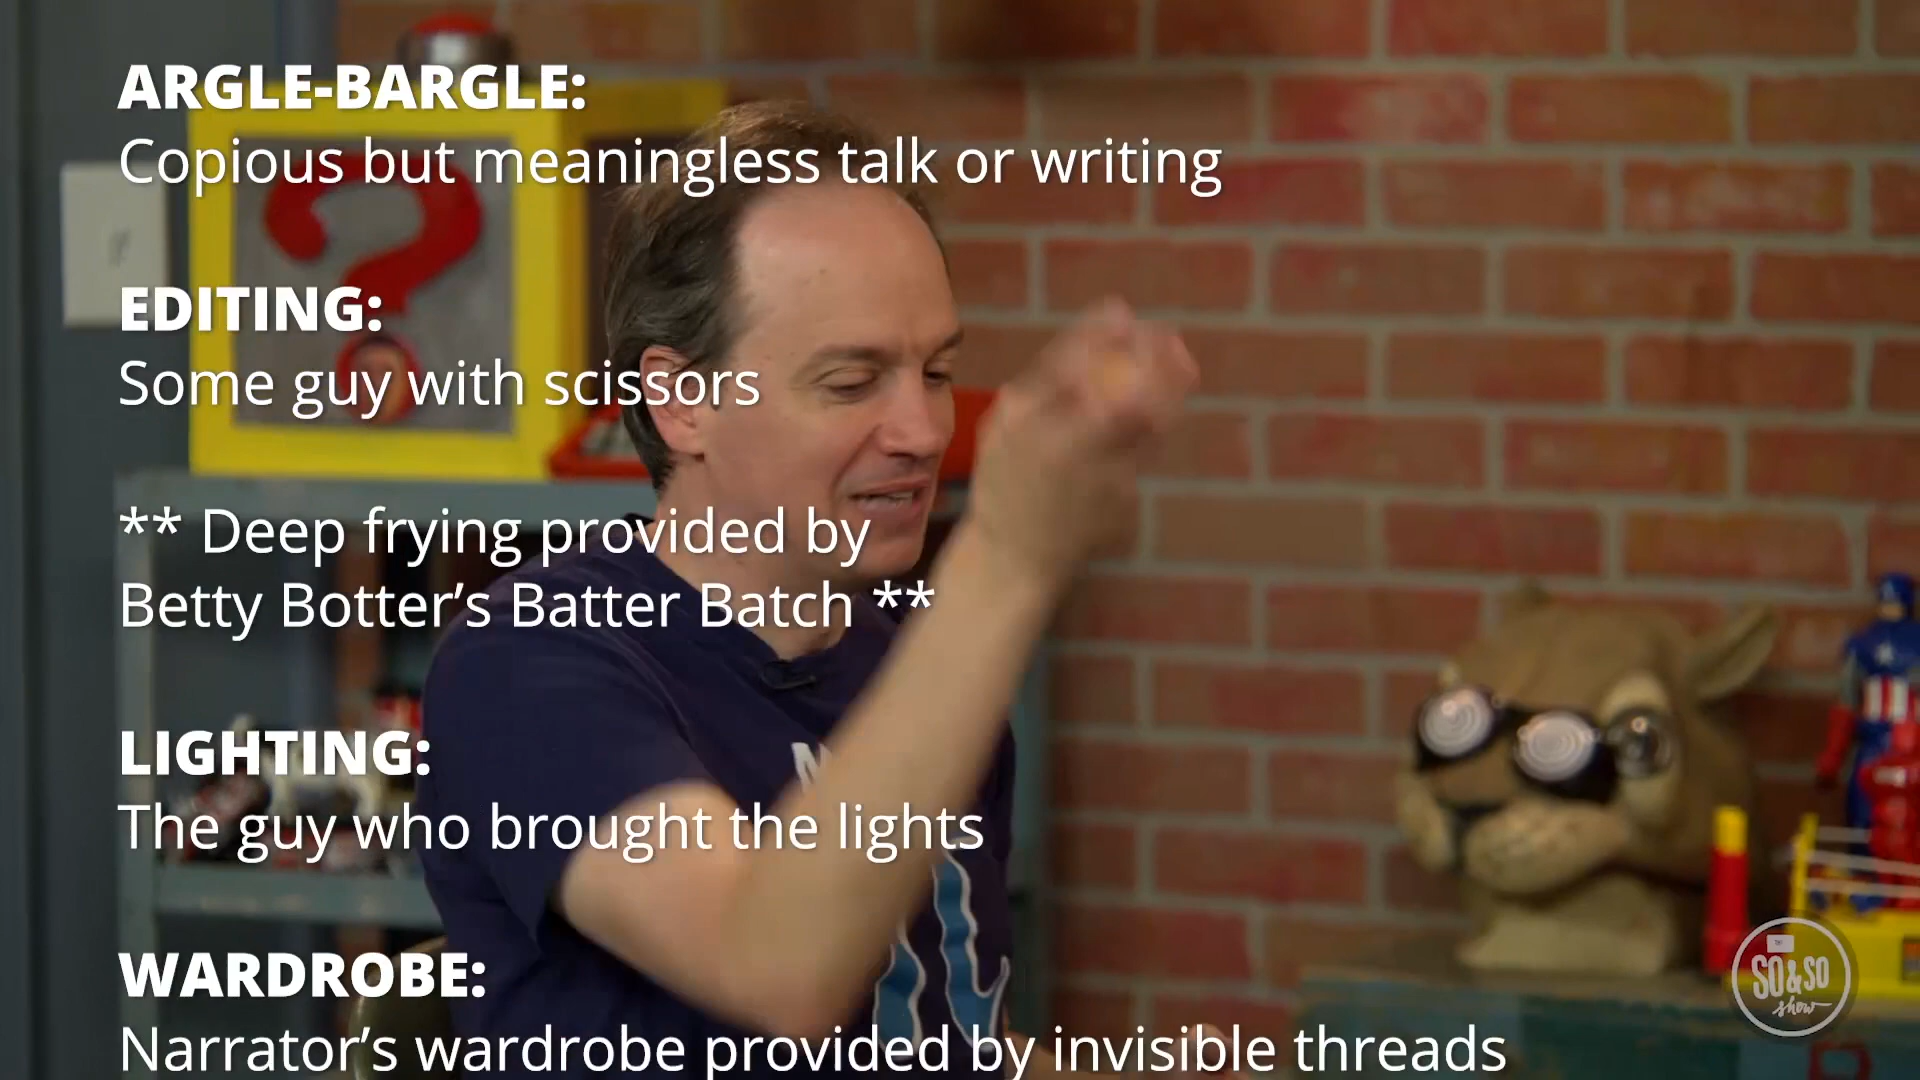 ARGLE-BARGLE:
Copious but meaningless talk or writing
EDITING:
Some guy with scissors
** Deep frying provided by
Betty Botter’s Batter Batch **
LIGHTING:
The guy who brought the lights
WARDROBE:
Narrator’s wardrobe provided by invisible threads
SO&SO
show